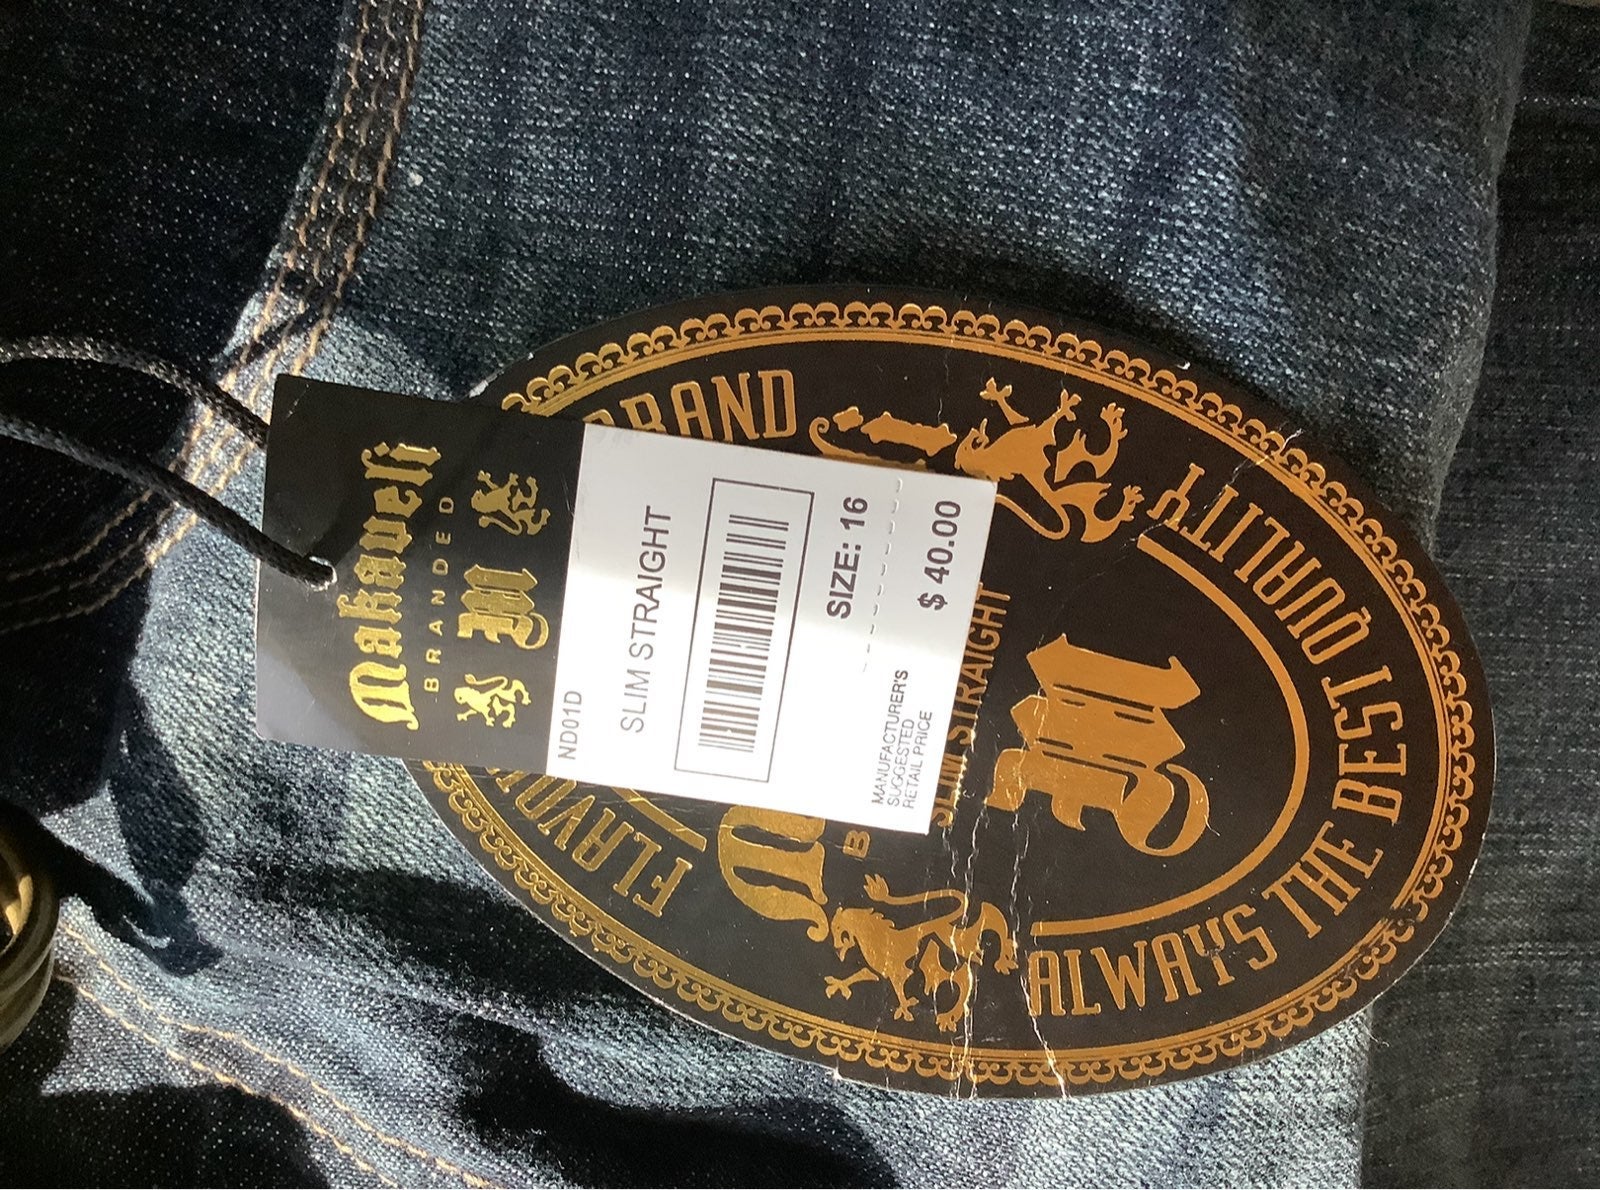 Makaveli
BRANDED
M
ND01D
SLIM STRAIGHT
SIZE: 16
MANUFACTURER'S
SUGGESTED
RETAIL PRICE
$ 40.00
BRAND
SLIM STRAIGHT
M
ALWAYS THE BEST QUALITY